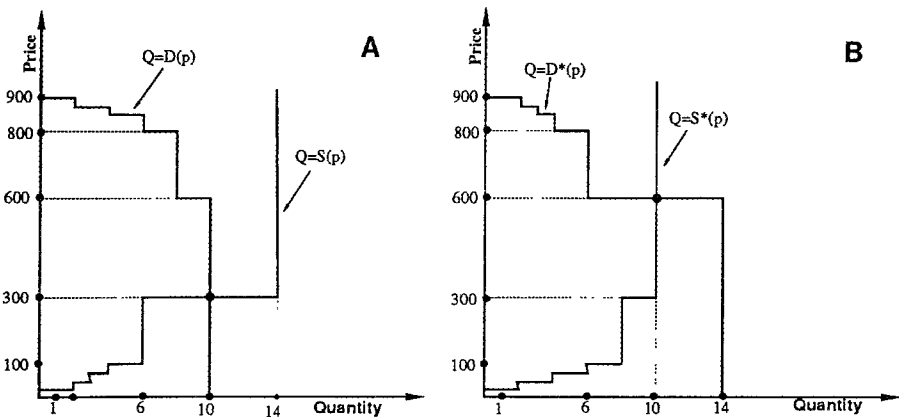 A
Price
Q=D(p)
900
800
Q=S(p)
600
300
100
1
6
10
14
Quantity
B
Price
Q=D*(p)
900
800
Q=S*(p)
600
300
100
1
6
10
14
Quantity